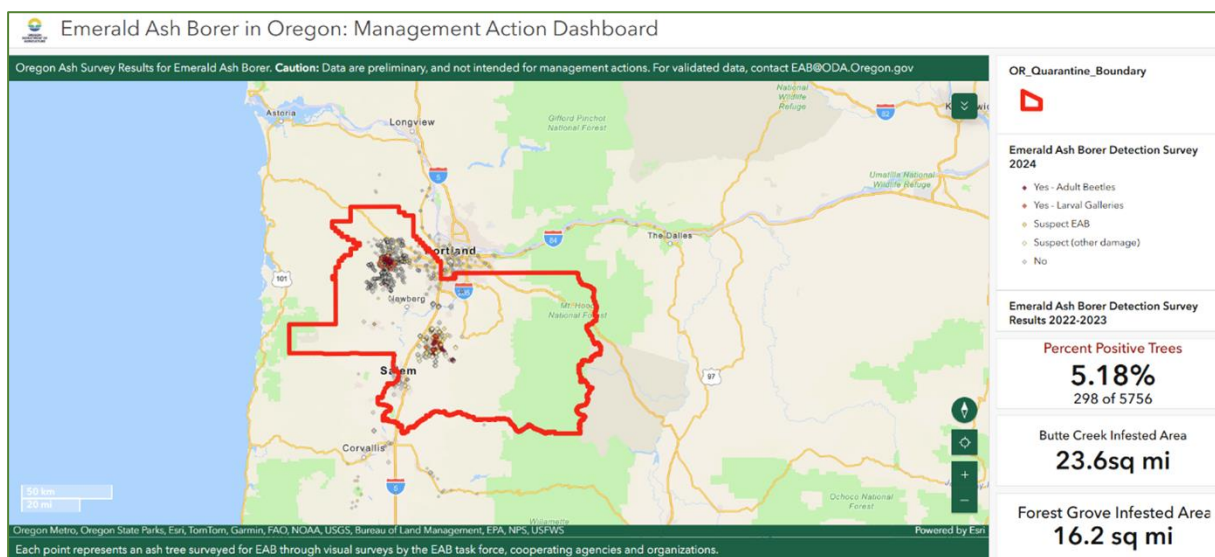 Emerald Ash Borer in Oregon: Management Action Dashboard
Oregon Ash Survey Results for Emerald Ash Borer. Caution: Data are preliminary, and not intended for management actions. For validated data, contact EAB@ODA.Oregon.gov
OR_Quarantine_Boundary
Emerald Ash Borer Detection Survey
2024
Yes - Adult Beetles
Yes - Larval Galleries
Suspect EAB
Suspect (other damage)
No
Emerald Ash Borer Detection Survey
Results 2022-2023
Percent Positive Trees
5.18%
298 of 5756
Butte Creek Infested Area
23.6sq mi
Forest Grove Infested Area
16.2 sq mi
Astoria
Longview
Gifford Pinchot
National Forest
National
Wildlife
Refuge
82
5
Umatilla National
Wildlife Refuge
The Dalles
84
101
Newberg
Mt. Hood
National Forest
Salem
97
Corvallis
5
Ochoco National
Forest
Willamette
50 km
20 mi
Oregon Metro, Oregon State Parks, Esri, TomTom, Garmin, FAO, NOAA, USGS, Bureau of Land Management, EPA, NPS, USFWS
Powered by Esri
Each point represents an ash tree surveyed for EAB through visual surveys by the EAB task force, cooperating agencies and organizations.